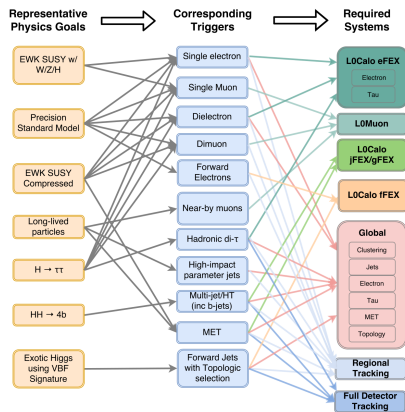 Representative
Physics Goals
Corresponding
Triggers
Required
Systems
EWK SUSY w/
W/Z/H
Precision
Standard Model
EWK SUSY
Compressed
Long-lived
particles
H → ττ
HH → 4b
Exotic Higgs
using VBF
Signature
Single electron
Single Muon
Dielectron
Dimuon
Forward
Electrons
Near-by muons
Hadronic di-τ
High-impact
parameter jets
Multi-jet/HT
(inc b-jets)
MET
Forward Jets
with Topologic
selection
L0Calo eFEX
Electron
Tau
L0Muon
L0Calo
jFEX/gFEX
L0Calo fFEX
Global
Clustering
Jets
Electron
Tau
MET
Topology
Regional
Tracking
Full Detector
Tracking